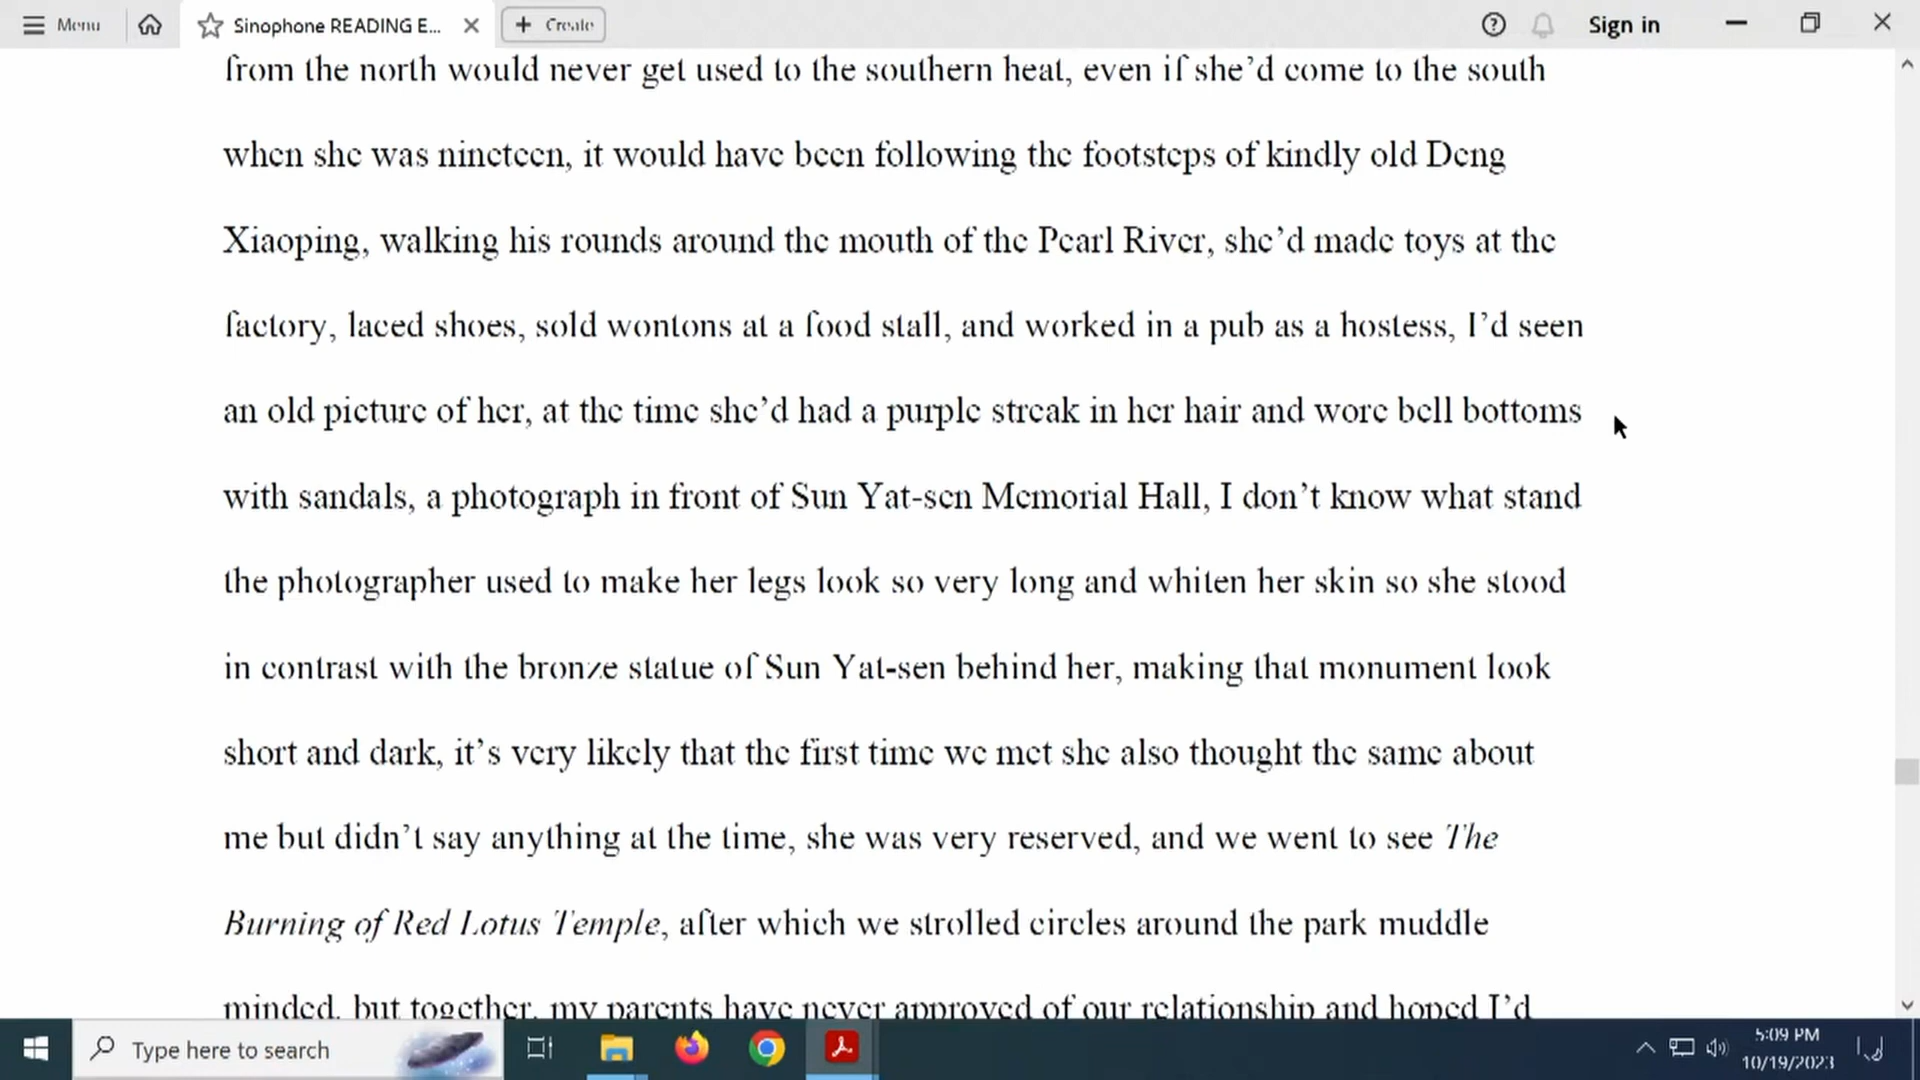 Menu
Sinophone READING E...
Create
Sign in
from the north would never get used to the southern heat, even if she’d come to the south
when she was nineteen, it would have been following the footsteps of kindly old Deng
Xiaoping, walking his rounds around the mouth of the Pearl River, she’d made toys at the
factory, laced shoes, sold wontons at a food stall, and worked in a pub as a hostess, I’d seen
an old picture of her, at the time she’d had a purple streak in her hair and wore bell bottoms
with sandals, a photograph in front of Sun Yat-sen Memorial Hall, I don’t know what stand
the photographer used to make her legs look so very long and whiten her skin so she stood
in contrast with the bronze statue of Sun Yat-sen behind her, making that monument look
short and dark, it’s very likely that the first time we met she also thought the same about
me but didn’t say anything at the time, she was very reserved, and we went to see The
Burning of Red Lotus Temple, after which we strolled circles around the park muddle
minded, but together, my parents have never approved of our relationship and hoped I’d
Type here to search
5:09 PM
10/19/2023